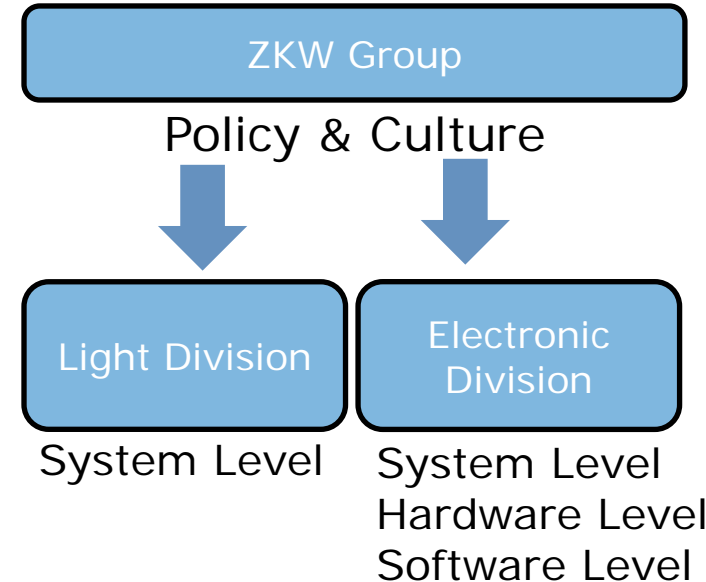 ZKW Group
Policy & Culture
Light Division
Electronic
Division
System Level
System Level
Hardware Level
Software Level